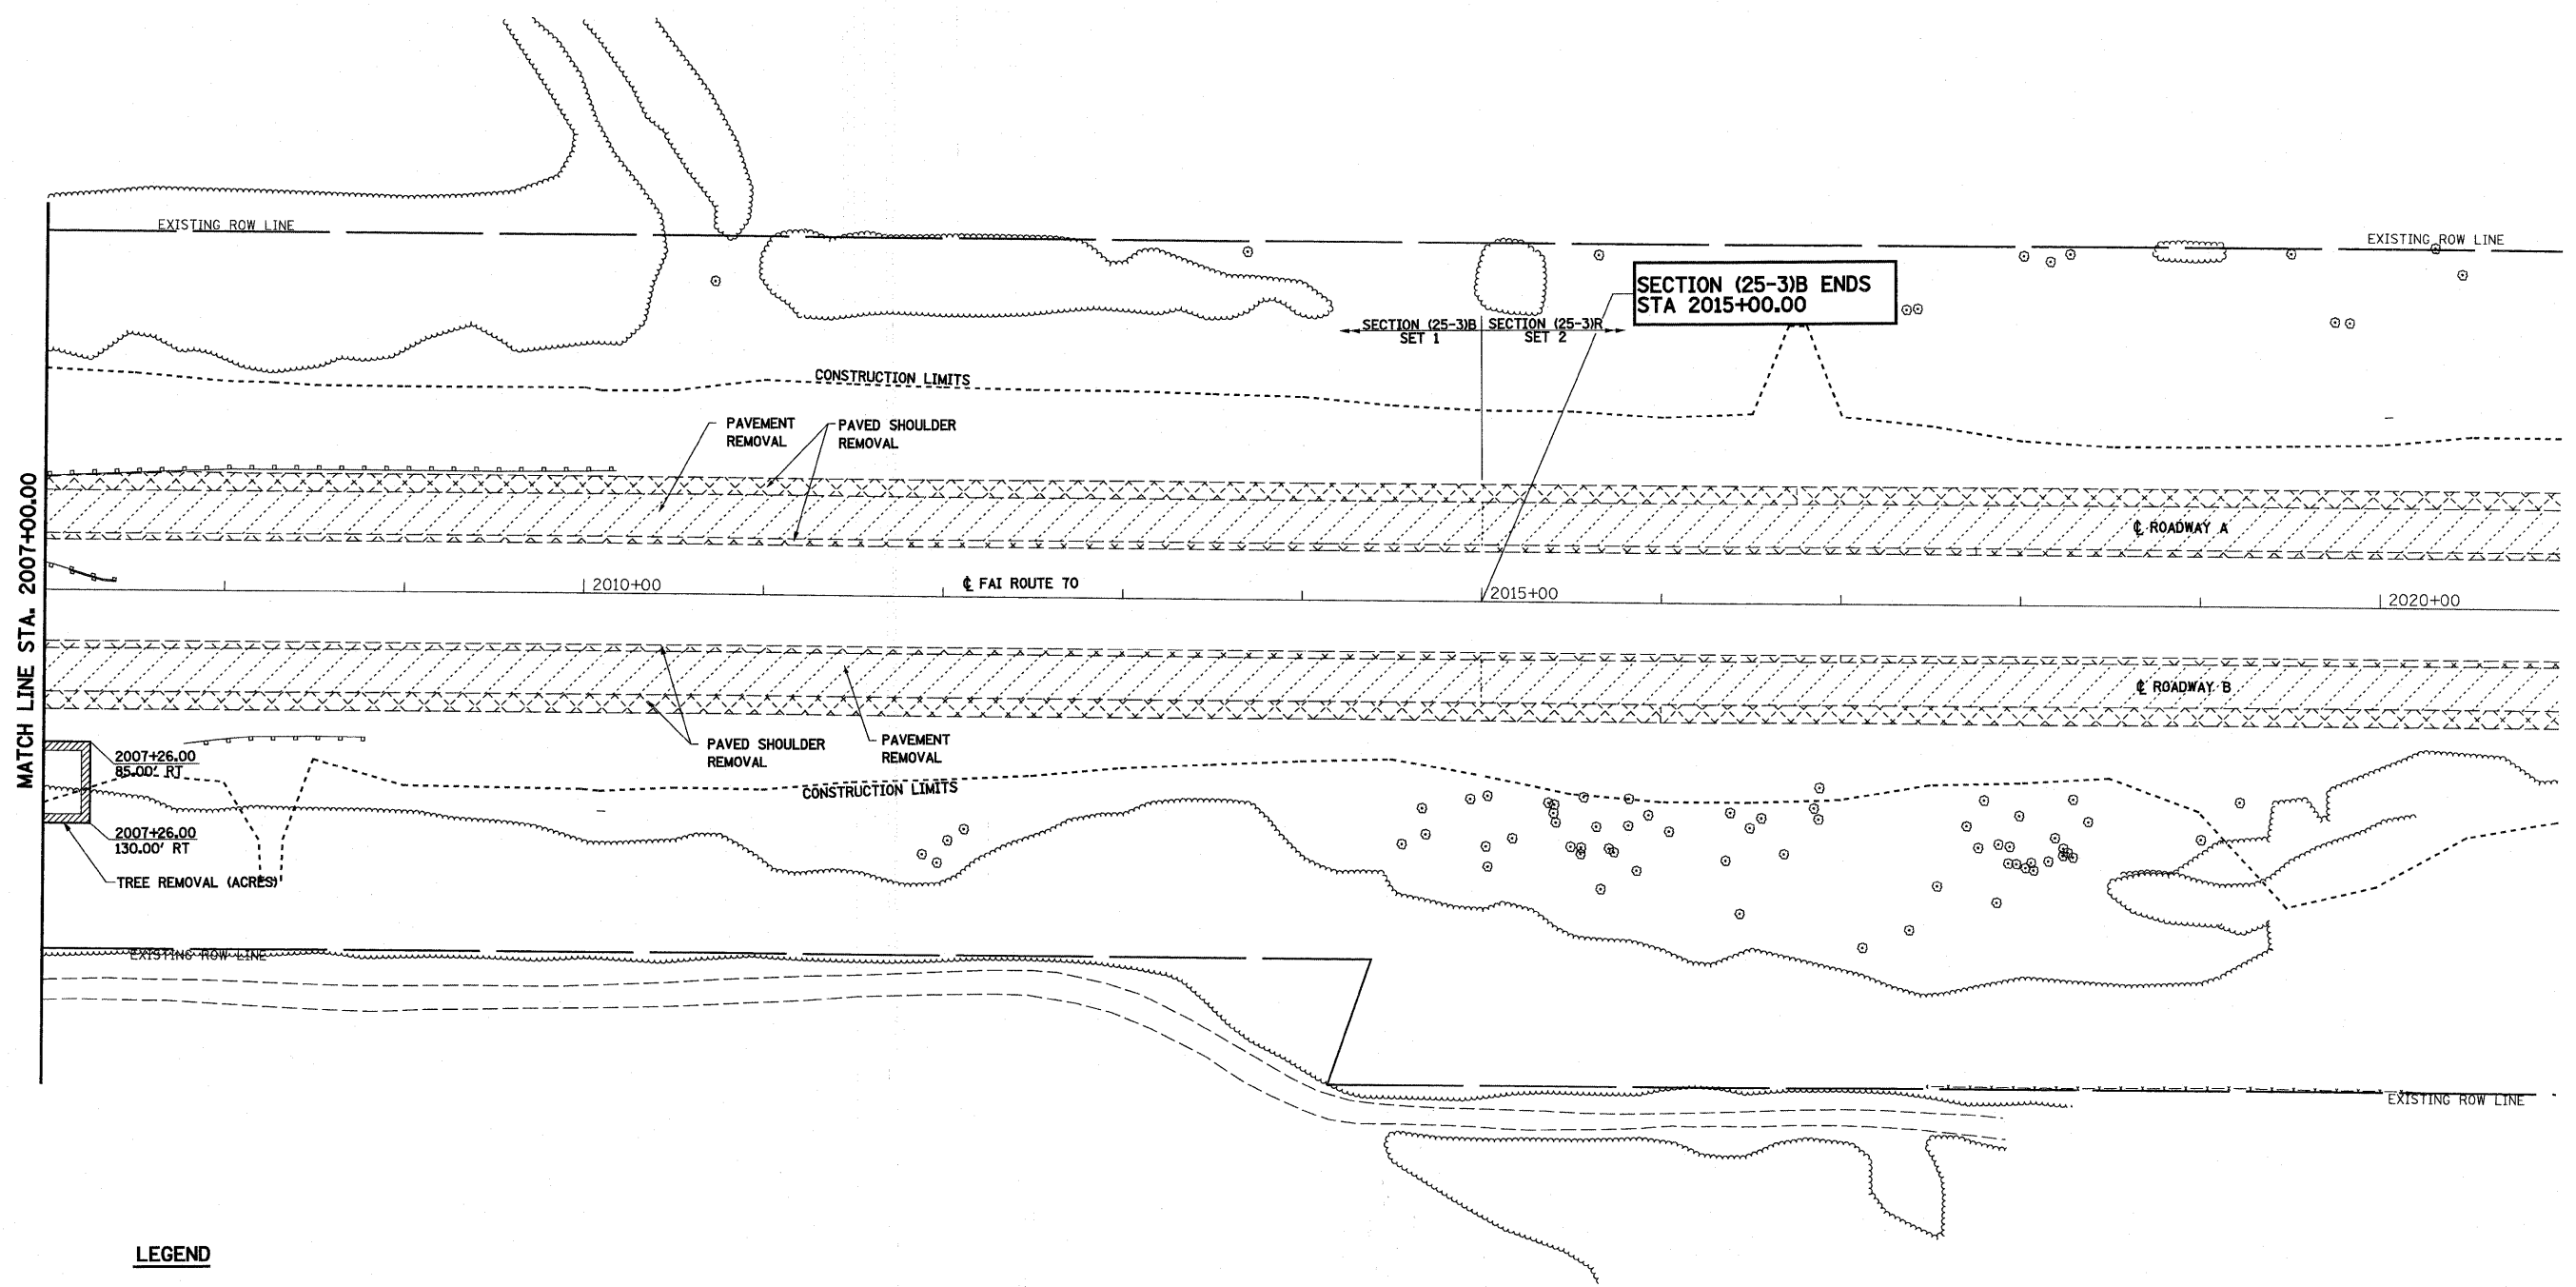 EXISTING ROW LINE
EXISTING ROW LINE
SECTION (25-3)B ENDS
STA 2015+00.00
SECTION (25-3)B
SET 1
SECTION (25-3)R
SET 2
CONSTRUCTION LIMITS
PAVEMENT
REMOVAL
PAVED SHOULDER
REMOVAL
MATCH LINE STA. 2007+00.00
℄ ROADWAY A
2010+00
℄ FAI ROUTE 70
2015+00
2020+00
℄ ROADWAY B
PAVED SHOULDER
REMOVAL
PAVEMENT
REMOVAL
2007+26.00
85.00' RT
CONSTRUCTION LIMITS
2007+26.00
130.00' RT
TREE REMOVAL (ACRES)
EXISTING ROW LINE
EXISTING ROW LINE
LEGEND